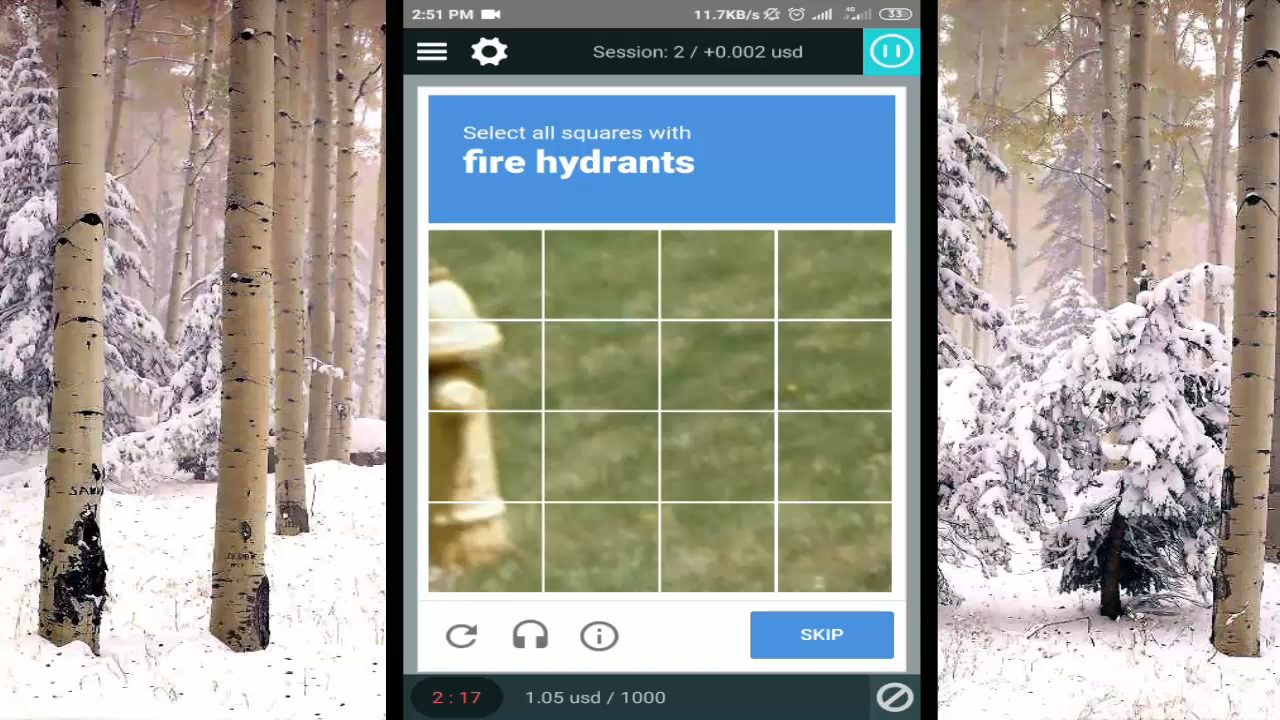 2:51 PM 11.7KB/s 4G 33
Session: 2 / +0.002 usd
Select all squares with
fire hydrants
SKIP
2 : 17 1.05 usd / 1000